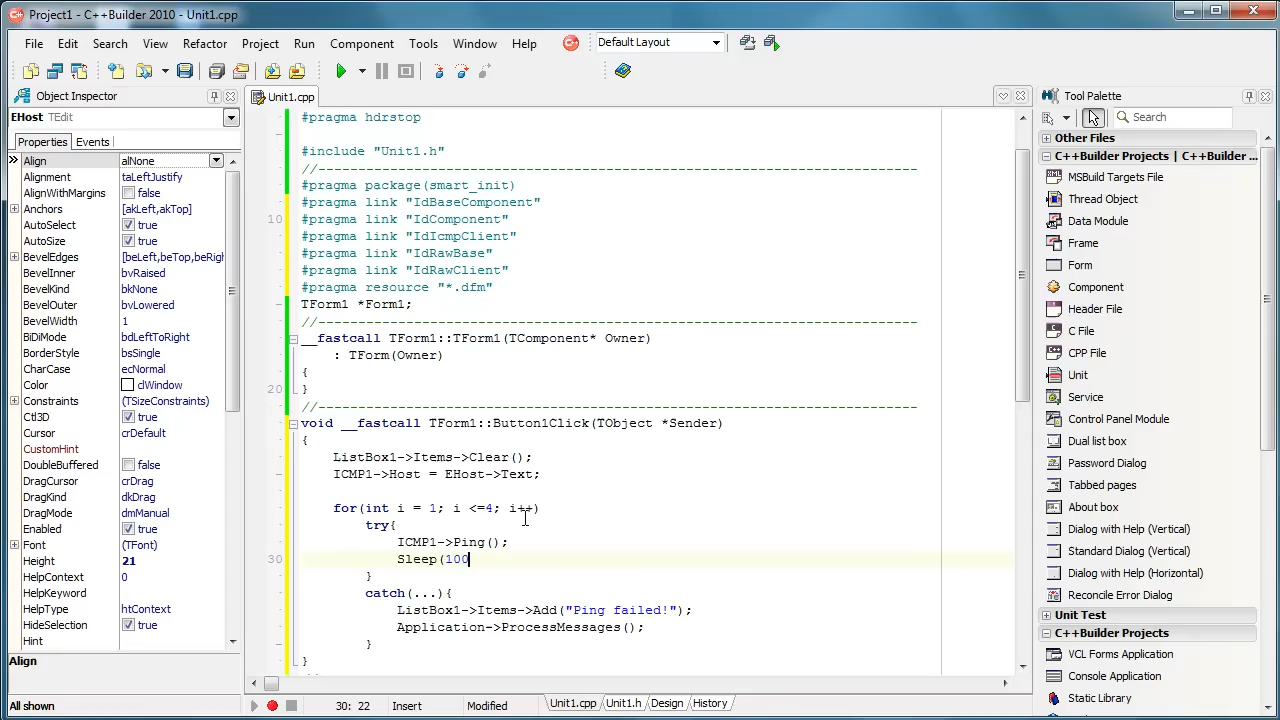 Project1 - C++Builder 2010 - Unit1.cpp
File Edit Search View Refactor Project Run Component Tools Window Help
Default Layout
Object Inspector
EHost TEdit
Properties Events
Align alNone
Alignment taLeftJustify
AlignWithMargins false
Anchors [akLeft,akTop]
AutoSelect true
AutoSize true
BevelEdges [beLeft,beTop,beRigh
BevelInner bvRaised
BevelKind bkNone
BevelOuter bvLowered
BevelWidth 1
BiDiMode bdLeftToRight
BorderStyle bsSingle
CharCase ecNormal
Color clWindow
Constraints (TSizeConstraints)
Ctl3D true
Cursor crDefault
CustomHint
DoubleBuffered false
DragCursor crDrag
DragKind dkDrag
DragMode dmManual
Enabled true
Font (TFont)
Height 21
HelpContext 0
HelpKeyword
HelpType htContext
HideSelection true
Hint
Align
All shown
Unit1.cpp
#pragma hdrstop
#include "Unit1.h"
//---------------------------------------------------------------------------
#pragma package(smart_init)
#pragma link "IdBaseComponent"
10 #pragma link "IdComponent"
#pragma link "IdIcmpClient"
#pragma link "IdRawBase"
#pragma link "IdRawClient"
#pragma resource "*.dfm"
TForm1 *Form1;
//---------------------------------------------------------------------------
__fastcall TForm1::TForm1(TComponent* Owner)
: TForm(Owner)
{
20 }
//---------------------------------------------------------------------------
void __fastcall TForm1::Button1Click(TObject *Sender)
{
ListBox1->Items->Clear();
ICMP1->Host = EHost->Text;
for(int i = 1; i <=4; i++)
try{
ICMP1->Ping();
30 Sleep(100
}
catch(...){
ListBox1->Items->Add("Ping failed!");
Application->ProcessMessages();
}
}
30: 22 Insert Modified
Unit1.cpp Unit1.h Design History
Tool Palette
Search
Other Files
C++Builder Projects | C++Builder ...
MSBuild Targets File
Thread Object
Data Module
Frame
Form
Component
Header File
C File
CPP File
Unit
Service
Control Panel Module
Dual list box
Password Dialog
Tabbed pages
About box
Dialog with Help (Vertical)
Standard Dialog (Vertical)
Dialog with Help (Horizontal)
Reconcile Error Dialog
Unit Test
C++Builder Projects
VCL Forms Application
Console Application
Static Library